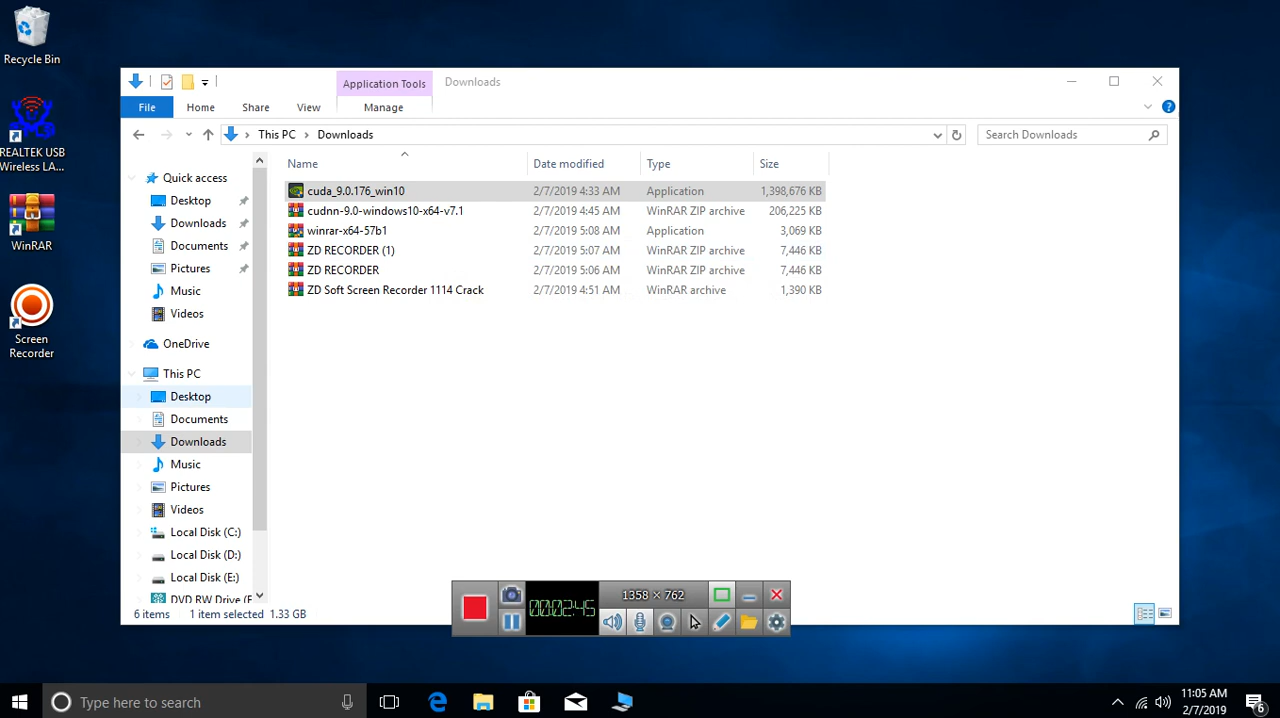 Recycle Bin
REALTEK USB
Wireless LA...
WinRAR
Screen
Recorder
Application Tools
Downloads
File
Home
Share
View
Manage
This PC
Downloads
Search Downloads
Quick access
Desktop
Downloads
Documents
Pictures
Music
Videos
OneDrive
This PC
Desktop
Documents
Downloads
Music
Pictures
Videos
Local Disk (C:)
Local Disk (D:)
Local Disk (E:)
DVD RW Drive (F
Name Date modified Type Size
cuda_9.0.176_win10 2/7/2019 4:33 AM Application 1,398,676 KB
cudnn-9.0-windows10-x64-v7.1 2/7/2019 4:45 AM WinRAR ZIP archive 206,225 KB
winrar-x64-57b1 2/7/2019 5:08 AM Application 3,069 KB
ZD RECORDER (1) 2/7/2019 5:07 AM WinRAR ZIP archive 7,446 KB
ZD RECORDER 2/7/2019 5:06 AM WinRAR ZIP archive 7,446 KB
ZD Soft Screen Recorder 1114 Crack 2/7/2019 4:51 AM WinRAR archive 1,390 KB
6 items 1 item selected 1.33 GB
00:02:45
1358 × 762
Type here to search
11:05 AM
2/7/2019
6